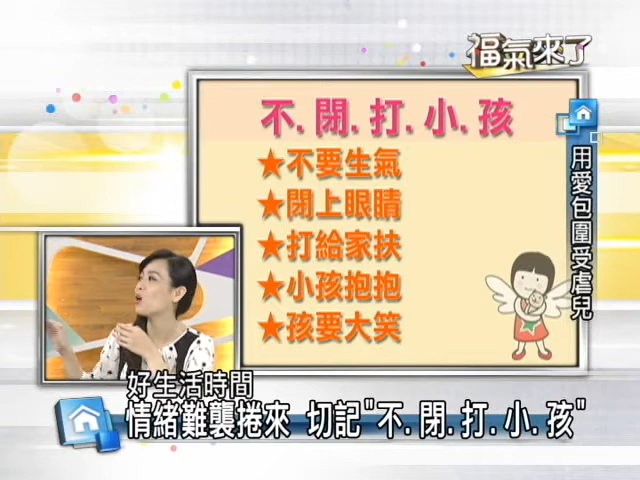 福氣來了
不.閉.打.小.孩
★不要生氣
★閉上眼睛
★打給家扶
★小孩抱抱
★孩要大笑
用愛包圍受虐兒
好生活時間
情緒難襲捲來 切記"不.閉.打.小.孩"